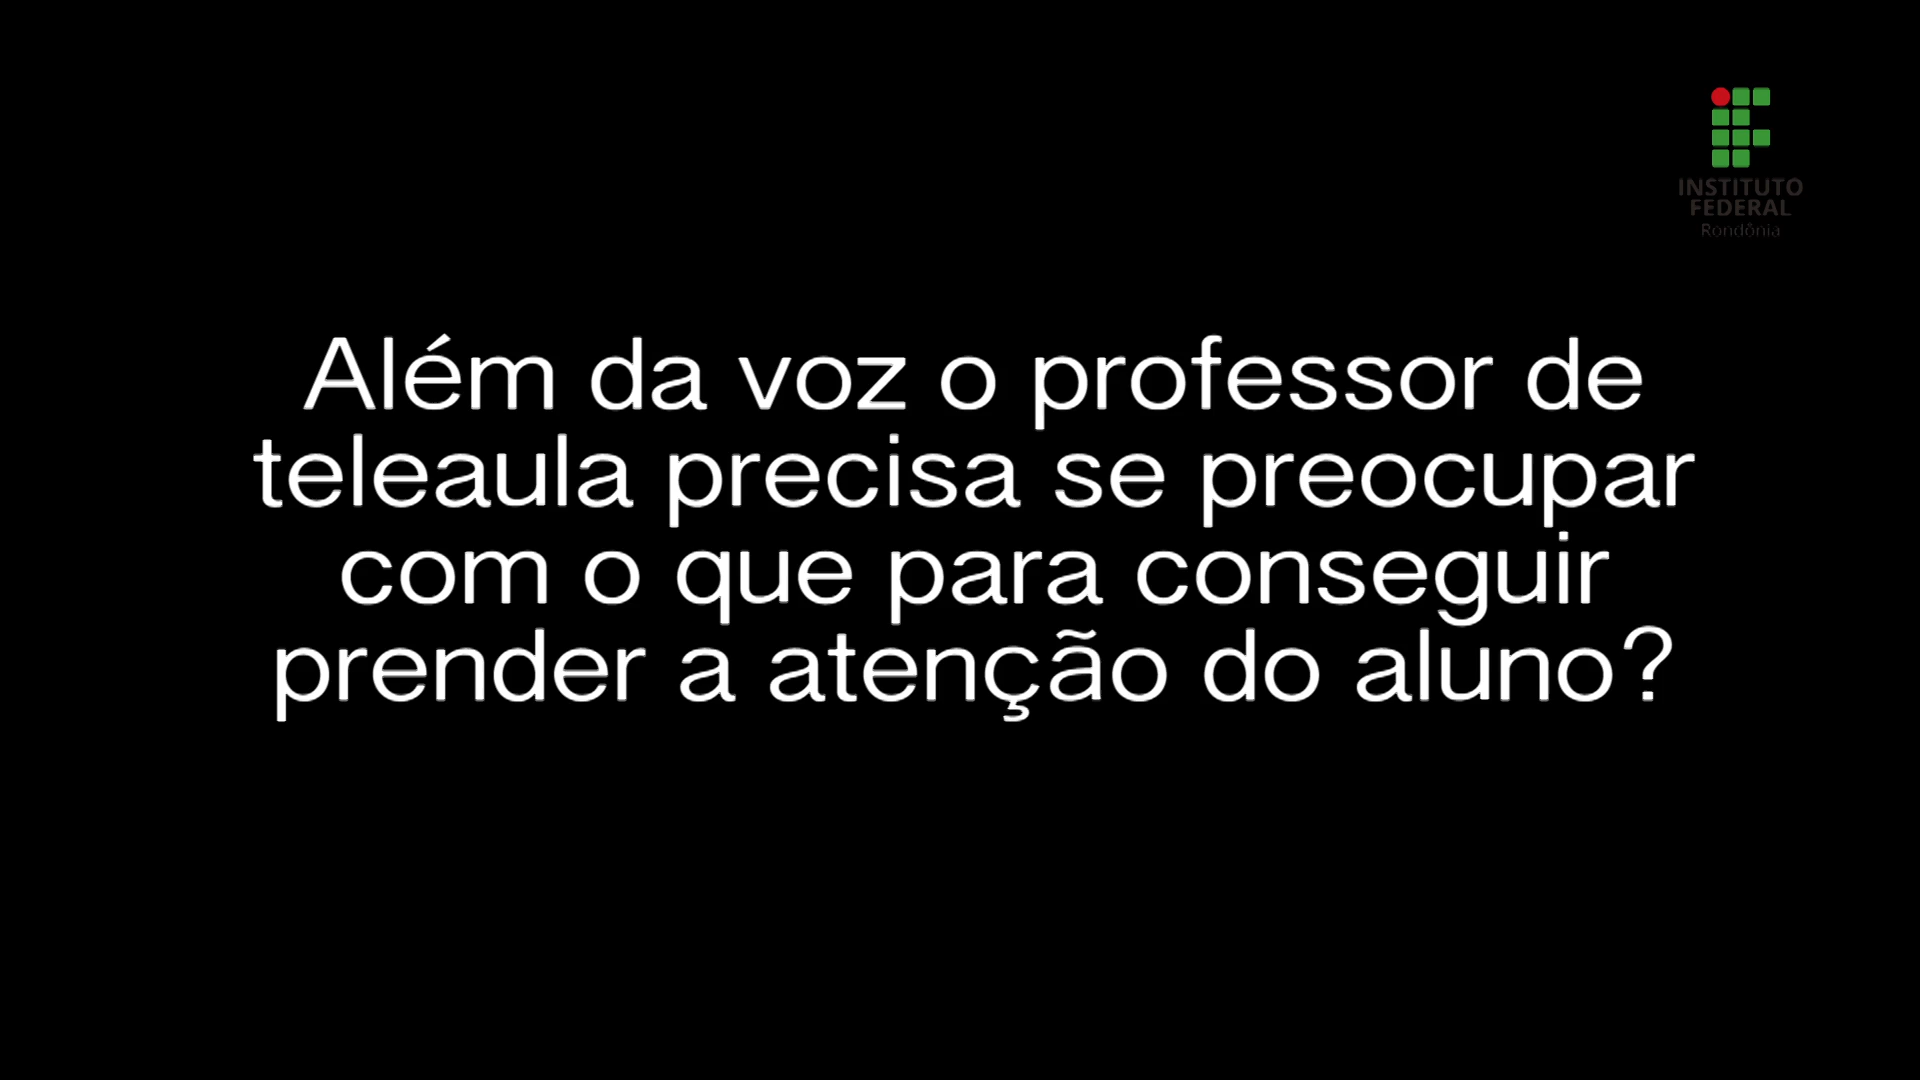 INSTITUTO
FEDERAL
Rondônia
Além da voz o professor de
teleaula precisa se preocupar
com o que para conseguir
prender a atenção do aluno?